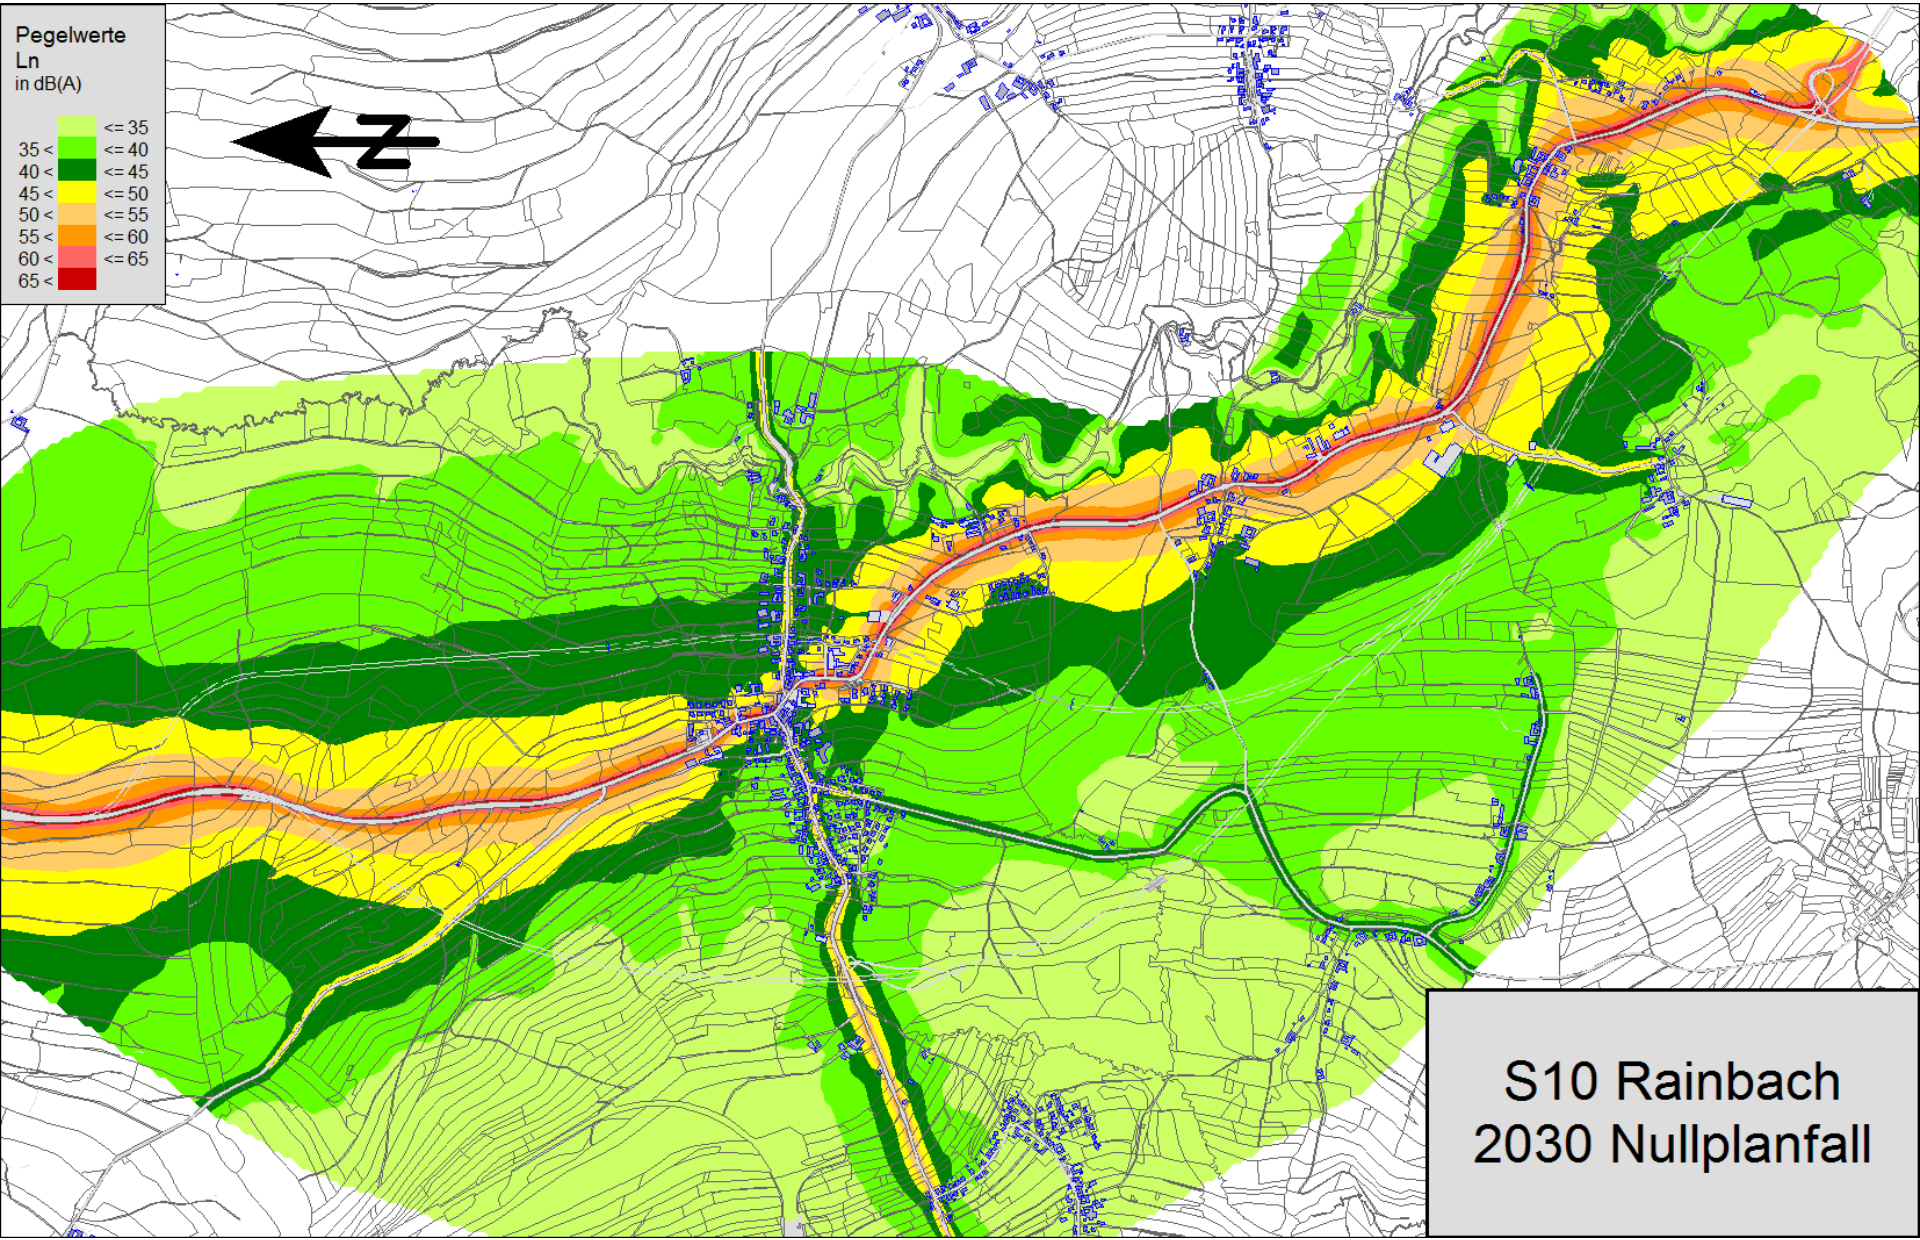 Pegelwerte
Ln
in dB(A)
<= 35
35 < <= 40
40 < <= 45
45 < <= 50
50 < <= 55
55 < <= 60
60 < <= 65
65 <
N
S10 Rainbach
2030 Nullplanfall